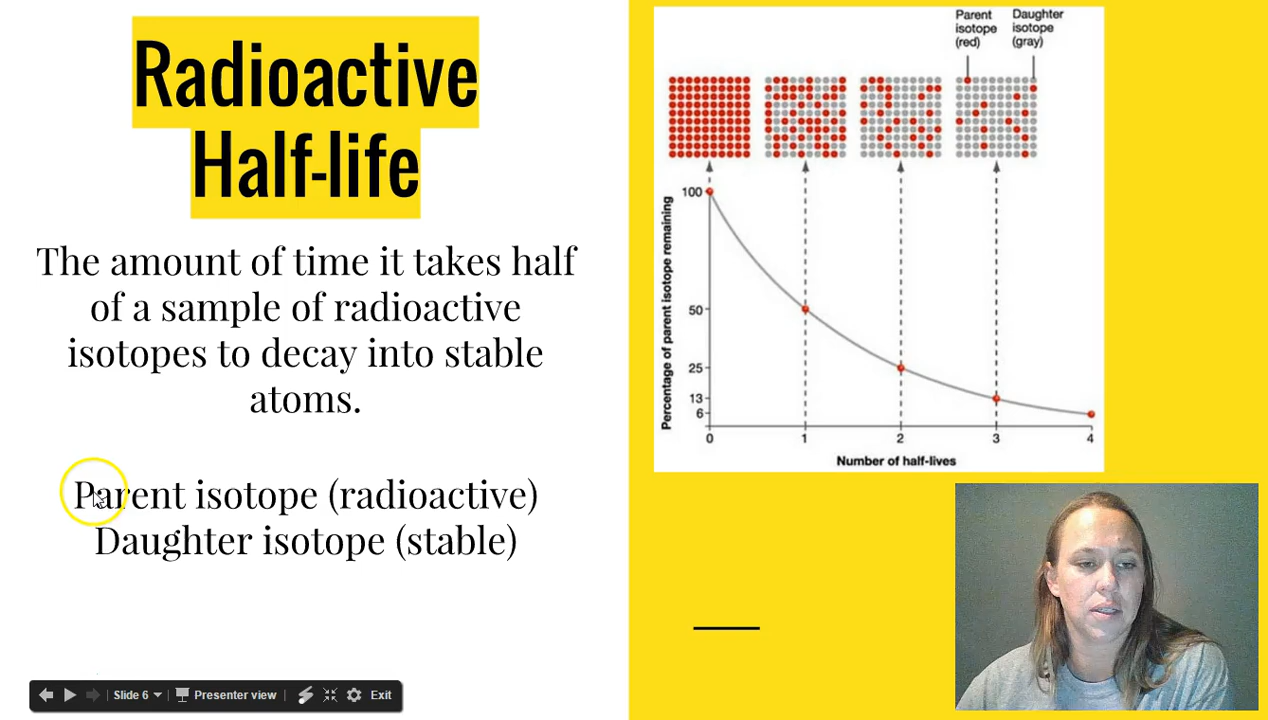 Radioactive
Half-life
The amount of time it takes half
of a sample of radioactive
isotopes to decay into stable
atoms.
Parent isotope (radioactive)
Daughter isotope (stable)
Parent
isotope
(red)
Daughter
isotope
(gray)
Percentage of parent isotope remaining
100
50
25
13
6
0 1 2 3 4
Number of half-lives
Slide 6 Presenter view Exit